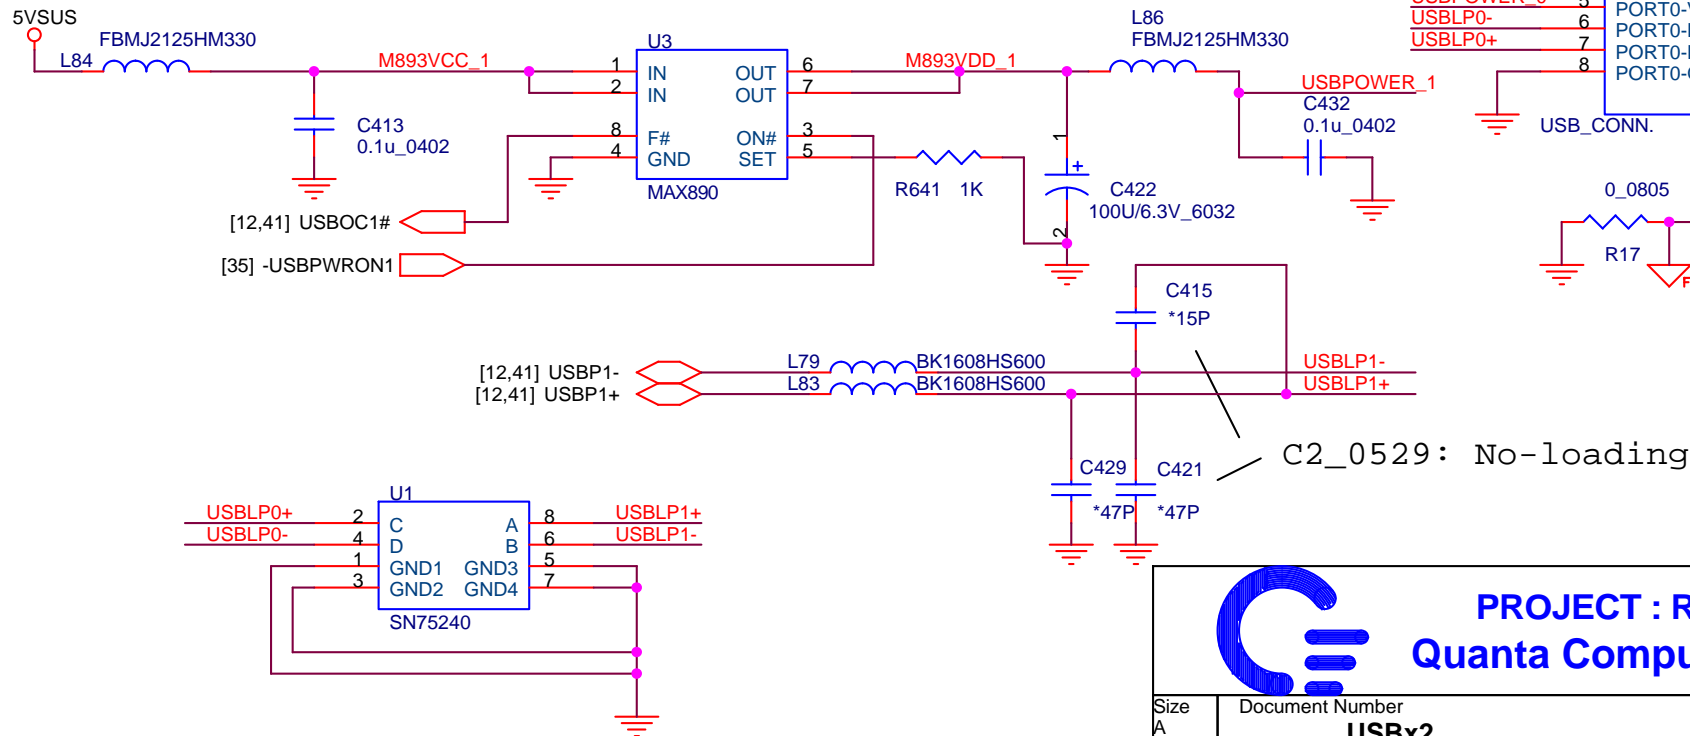 5VSUS
L84
FBMJ2125HM330
M893VCC_1
C413
0.1u_0402
U3
1 IN OUT 6
2 IN OUT 7
8 F# ON# 3
4 GND SET 5
MAX890
M893VDD_1
L86
FBMJ2125HM330
USBPOWER_1
C432
0.1u_0402
R641 1K
1
C422
100U/6.3V_6032
2
[12,41] USBOC1#
[35] -USBPWRON1
5
USBLP0- 6
USBLP0+ 7
8
USB_CONN.
0_0805
R17
C415
*15P
[12,41] USBP1- L79 BK1608HS600 USBLP1-
[12,41] USBP1+ L83 BK1608HS600 USBLP1+
C2_0529: No-loading
C429 C421
*47P *47P
U1
USBLP0+ 2 C A 8 USBLP1+
USBLP0- 4 D B 6 USBLP1-
1 GND1 GND3 5
3 GND2 GND4 7
SN75240
PROJECT : R
Quanta Compu
Size Document Number
A
USBx2